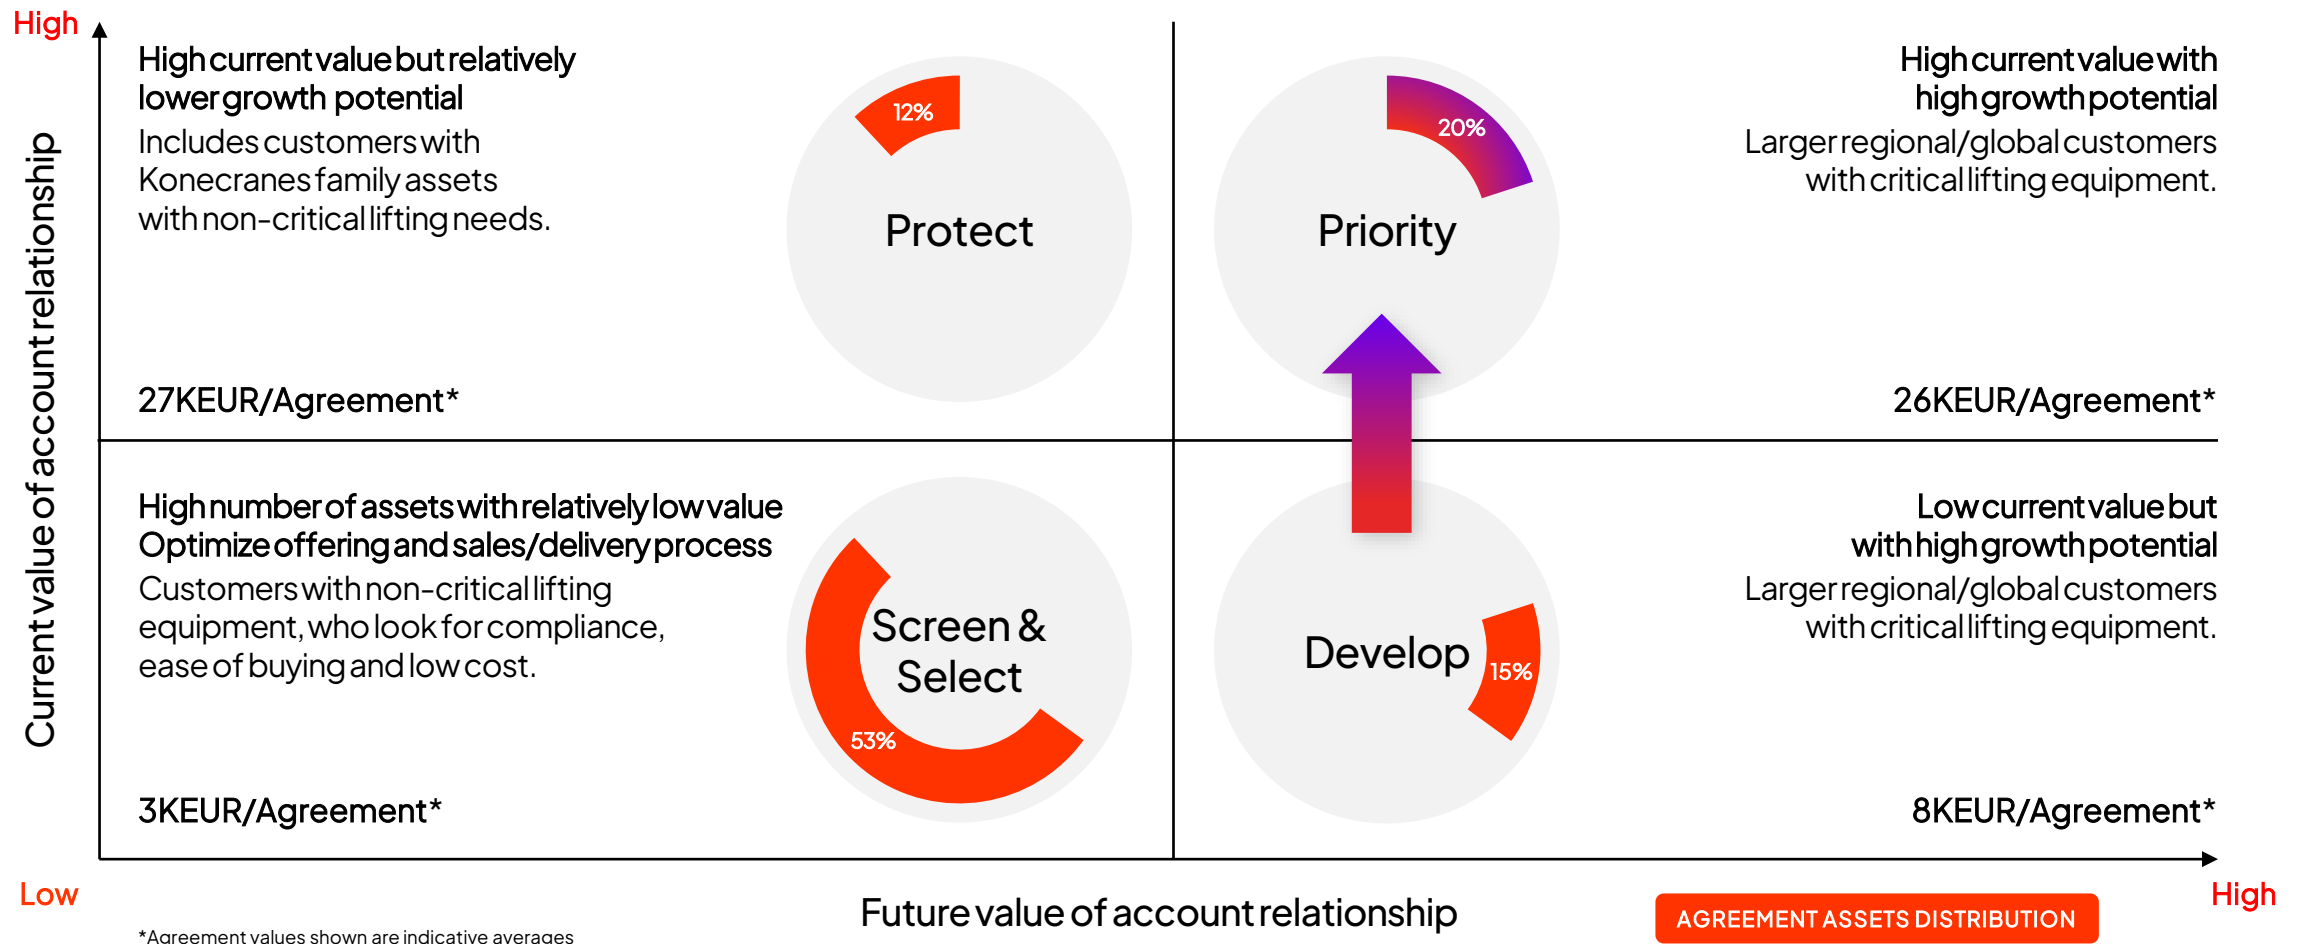 High
Current value of account relationship
High current value but relatively
lower growth potential
Includes customers with
Konecranes family assets
with non-critical lifting needs.
27KEUR/Agreement*
12%
Protect
20%
Priority
High current value with
high growth potential
Larger regional/global customers
with critical lifting equipment.
26KEUR/Agreement*
High number of assets with relatively low value
Optimize offering and sales/delivery process
Customers with non-critical lifting
equipment, who look for compliance,
ease of buying and low cost.
3KEUR/Agreement*
Screen &
Select
53%
Develop
15%
Low current value but
with high growth potential
Larger regional/global customers
with critical lifting equipment.
8KEUR/Agreement*
Low
Future value of account relationship
High
AGREEMENT ASSETS DISTRIBUTION
*Agreement values shown are indicative averages